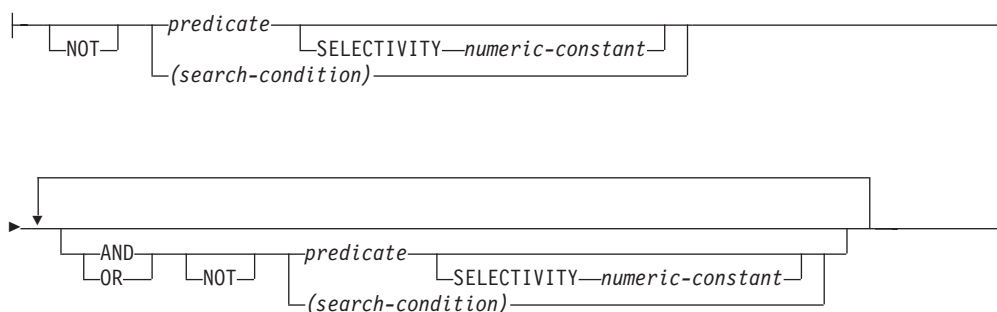 NOT predicate SELECTIVITY numeric-constant
(search-condition)
AND NOT predicate SELECTIVITY numeric-constant
OR
(search-condition)